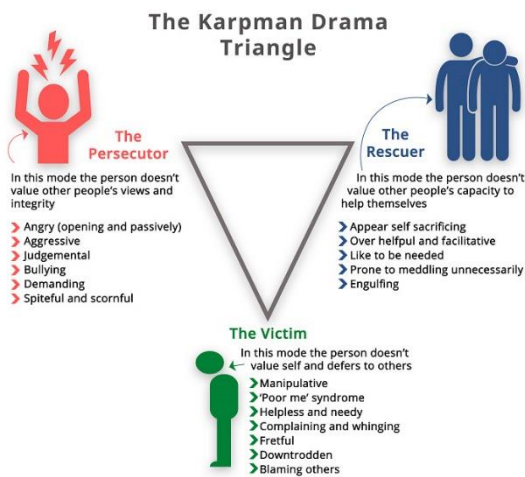 The Karpman Drama
Triangle
The
Persecutor
In this mode the person doesn't
value other people's views and
integrity
Angry (opening and passively)
Aggressive
Judgemental
Bullying
Demanding
Spiteful and scornful
The
Rescuer
In this mode the person doesn't
value other people's capacity to
help themselves
Appear self sacrificing
Over helfpul and facilitative
Like to be needed
Prone to meddling unnecessarily
Engulfing
The Victim
In this mode the person doesn't
value self and defers to others
Manipulative
'Poor me' syndrome
Helpless and needy
Complaining and whinging
Fretful
Downtrodden
Blaming others